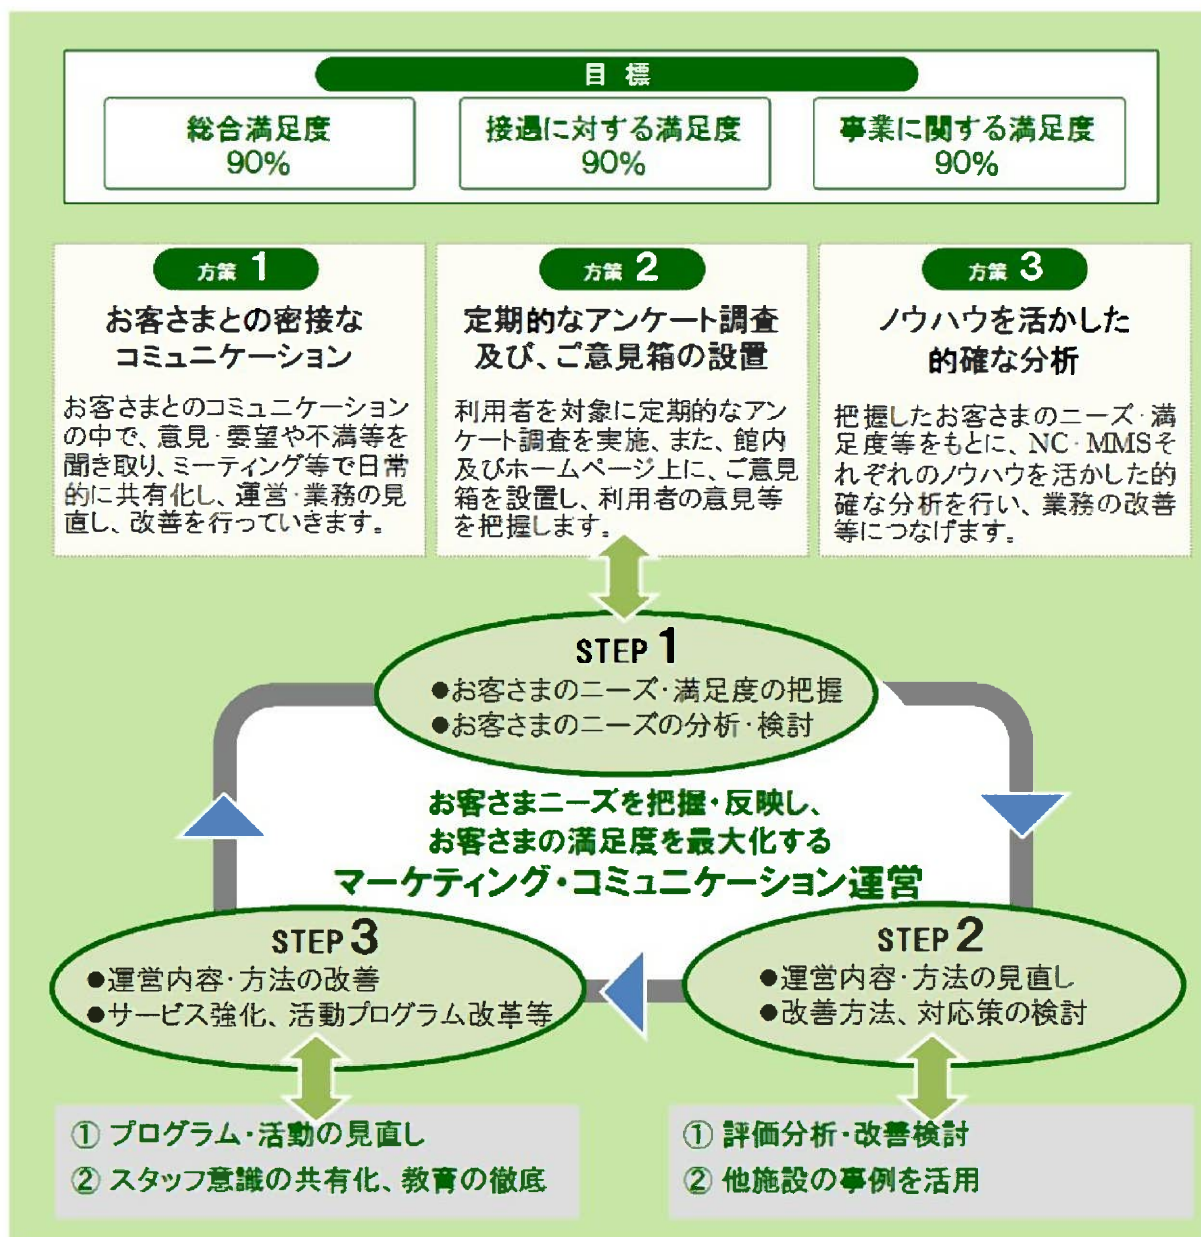 目標
総合満足度
90%
接遇に対する満足度
90%
事業に関する満足度
90%
方策 1
お客さまとの密接な
コミュニケーション
お客さまとのコミュニケーション
の中で、意見・要望や不満等を
聞き取り、ミーティング等で日常
的に共有化し、運営・業務の見
直し、改善を行っていきます。
方策 2
定期的なアンケート調査
及び、ご意見箱の設置
利用者を対象に定期的なアン
ケート調査を実施、また、館内
及びホームページ上に、ご意見
箱を設置し、利用者の意見等
を把握します。
方策 3
ノウハウを活かした
的確な分析
把握したお客さまのニーズ・満
足度等をもとに、NC・MMSそ
れぞれのノウハウを活かした的
確な分析を行い、業務の改善
等につなげます。
STEP 1
●お客さまのニーズ・満足度の把握
●お客さまのニーズの分析・検討
お客さまニーズを把握・反映し、
お客さまの満足度を最大化する
マーケティング・コミュニケーション運営
STEP 3
●運営内容・方法の改善
●サービス強化、活動プログラム改革等
STEP 2
●運営内容・方法の見直し
●改善方法、対応策の検討
① プログラム・活動の見直し
② スタッフ意識の共有化、教育の徹底
① 評価分析・改善検討
② 他施設の事例を活用